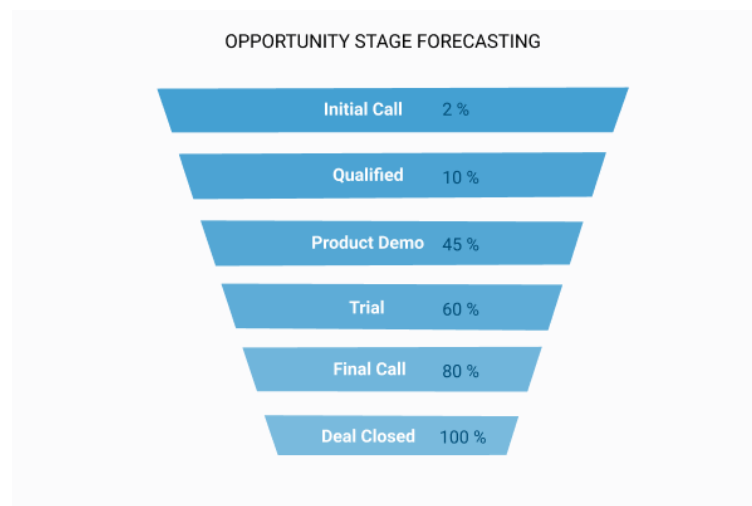 OPPORTUNITY STAGE FORECASTING
Initial Call 2 %
Qualified 10 %
Product Demo 45 %
Trial 60 %
Final Call 80 %
Deal Closed 100 %